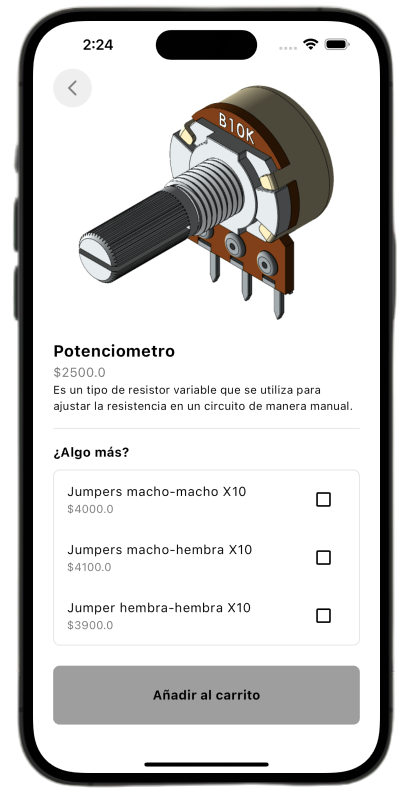 2:24
B10K
Potenciometro
$2500.0
Es un tipo de resistor variable que se utiliza para
ajustar la resistencia en un circuito de manera manual.
¿Algo más?
Jumpers macho-macho X10
$4000.0
Jumpers macho-hembra X10
$4100.0
Jumper hembra-hembra X10
$3900.0
Añadir al carrito